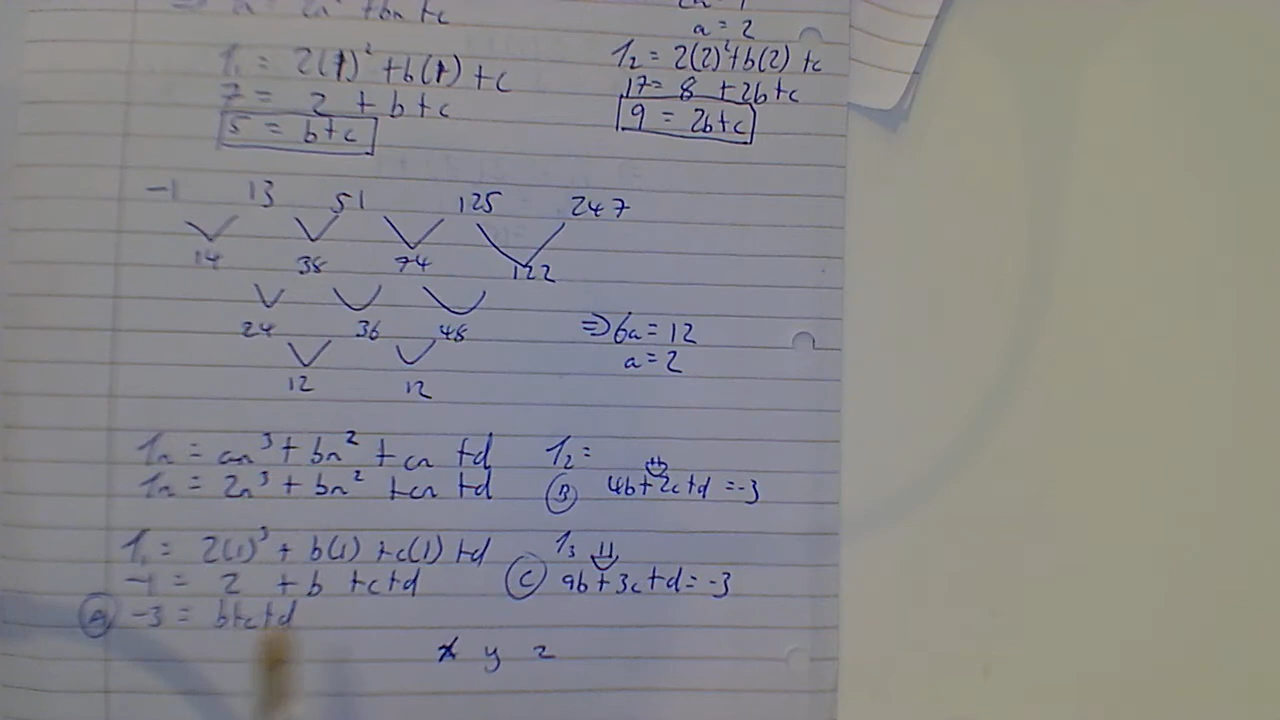 +bn + c
a = 2
T₁ = 2(1)² + b(1) + c
7 = 2 + b + c
5 = b+c
T₂ = 2(2)² + b(2) + c
17 = 8 + 2b + c
9 = 2b+c
-1 13 51 125 247
14 38 74 122
24 36 48
12 12
=> 6a = 12
a = 2
Tn = an³ + bn² + cn + d
Tn = 2n³ + bn² + cn + d
T₁ = 2(1)³ + b(1) + c(1) + d
-1 = 2 + b + c + d
Ⓐ -3 = b+c+d
T₂ =
Ⓑ 4b+2c+d = -3
T₃
Ⓒ 9b+3c+d = -3
x y z